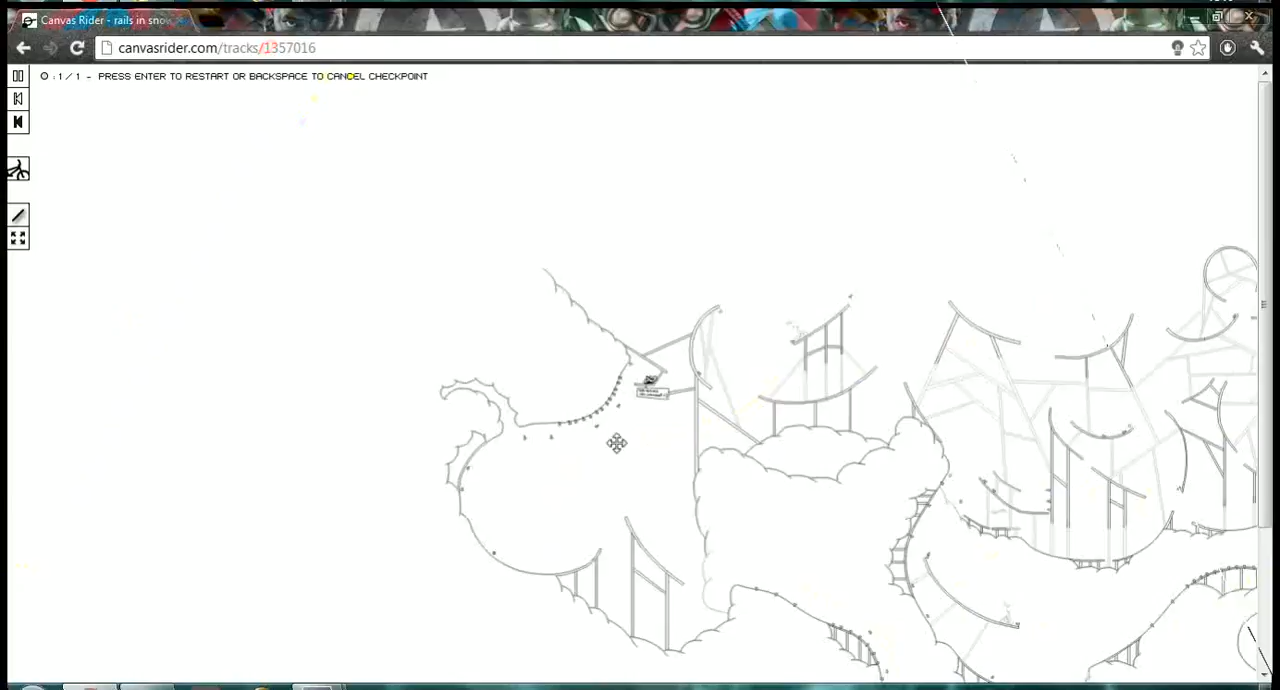 Canvas Rider - rails in snow
canvasrider.com/tracks/1357016
: 1 / 1 - PRESS ENTER TO RESTART OR BACKSPACE TO CANCEL CHECKPOINT